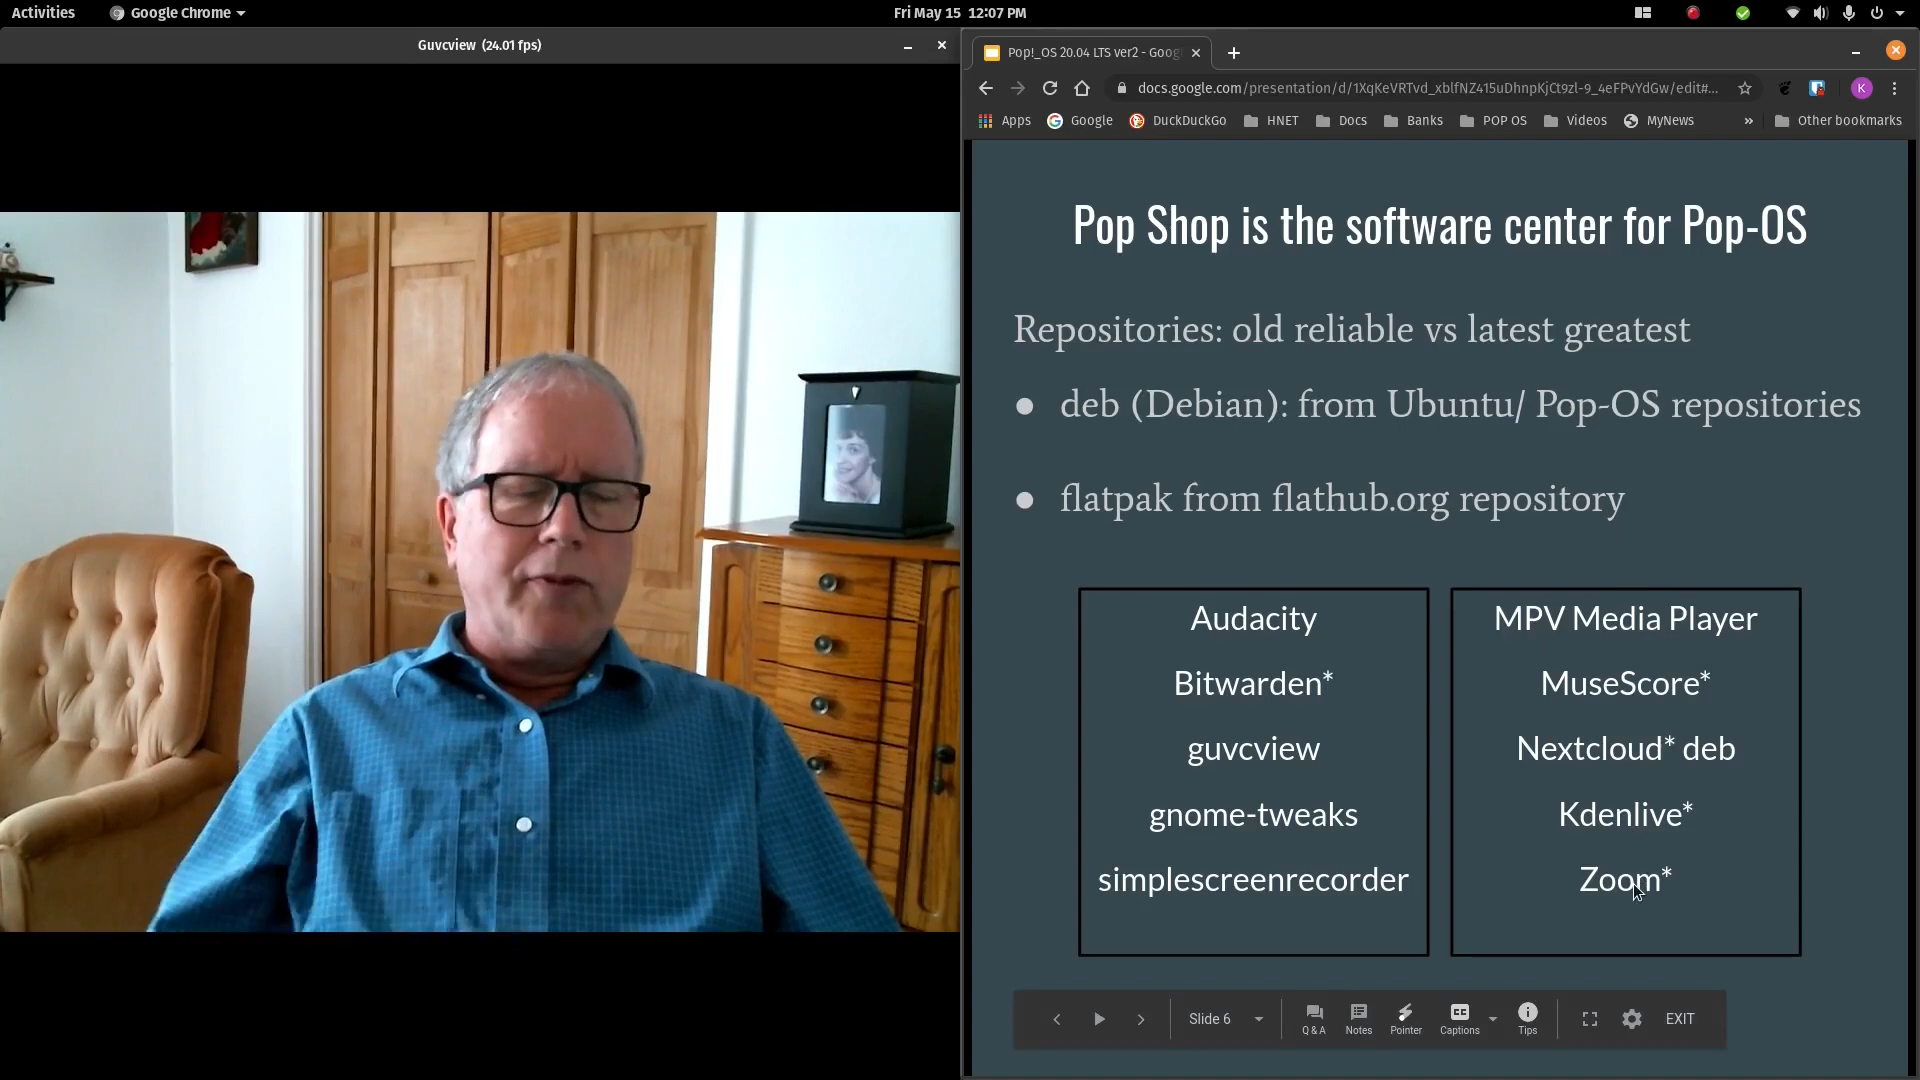 Activities
Google Chrome
Fri May 15 12:07 PM
Guvcview (24.01 fps)
Pop!_OS 20.04 LTS ver2 - Goog
docs.google.com/presentation/d/1XqKeVRTvd_xblfNZ415uDhnpKjCt9zl-9_4eFPvYdGw/edit#...
K
Apps
Google
DuckDuckGo
HNET
Docs
Banks
POP OS
Videos
MyNews
»
Other bookmarks
Pop Shop is the software center for Pop-OS
Repositories: old reliable vs latest greatest
● deb (Debian): from Ubuntu/ Pop-OS repositories
● flatpak from flathub.org repository
Audacity
Bitwarden*
guvcview
gnome-tweaks
simplescreenrecorder
MPV Media Player
MuseScore*
Nextcloud* deb
Kdenlive*
Zoom*
Slide 6
Q & A
Notes
Pointer
CC
Captions
Tips
EXIT